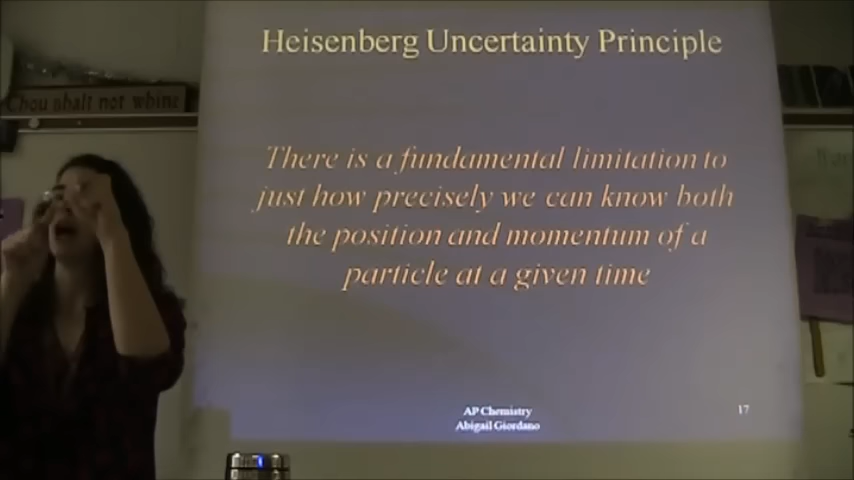 Heisenberg Uncertainty Principle
Thou shalt not whine
There is a fundamental limitation to
just how precisely we can know both
the position and momentum of a
particle at a given time
AP Chemistry
Abigail Giordano
17